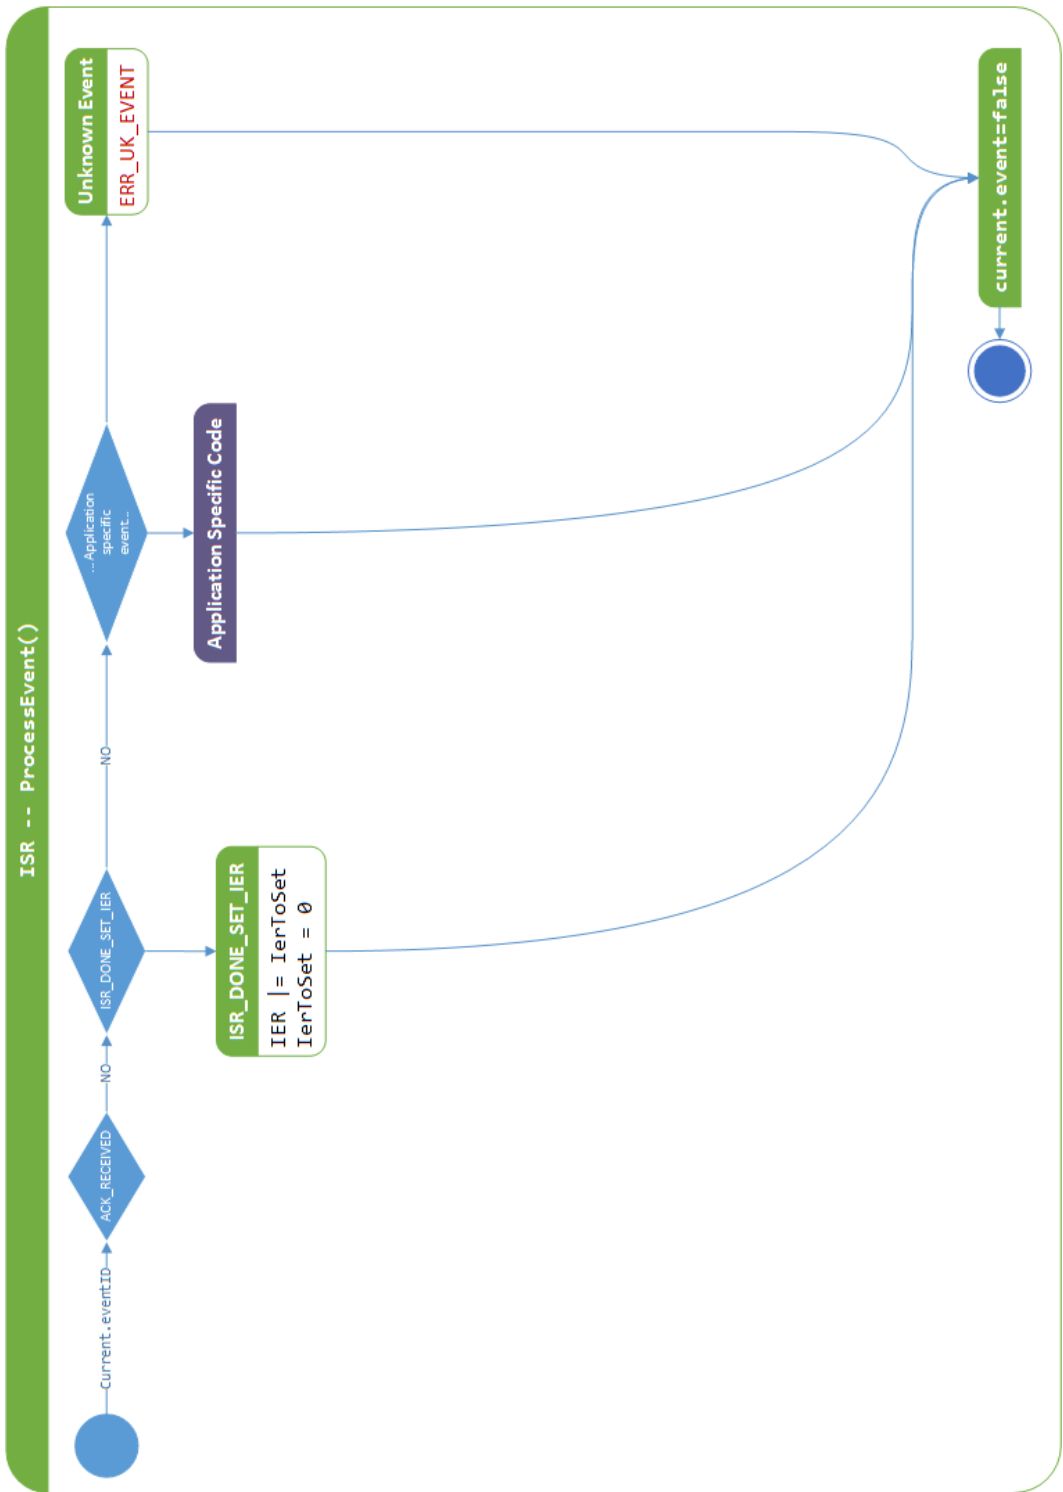 ISR -- ProcessEvent()
Current.eventID
ACK_RECEIVED
NO
ISR_DONE_SET_IER
NO
...Application
specific
event...
Unknown Event
ERR_UK_EVENT
ISR_DONE_SET_IER
IER |= IerToSet
IerToSet = 0
Application Specific Code
current.event=false